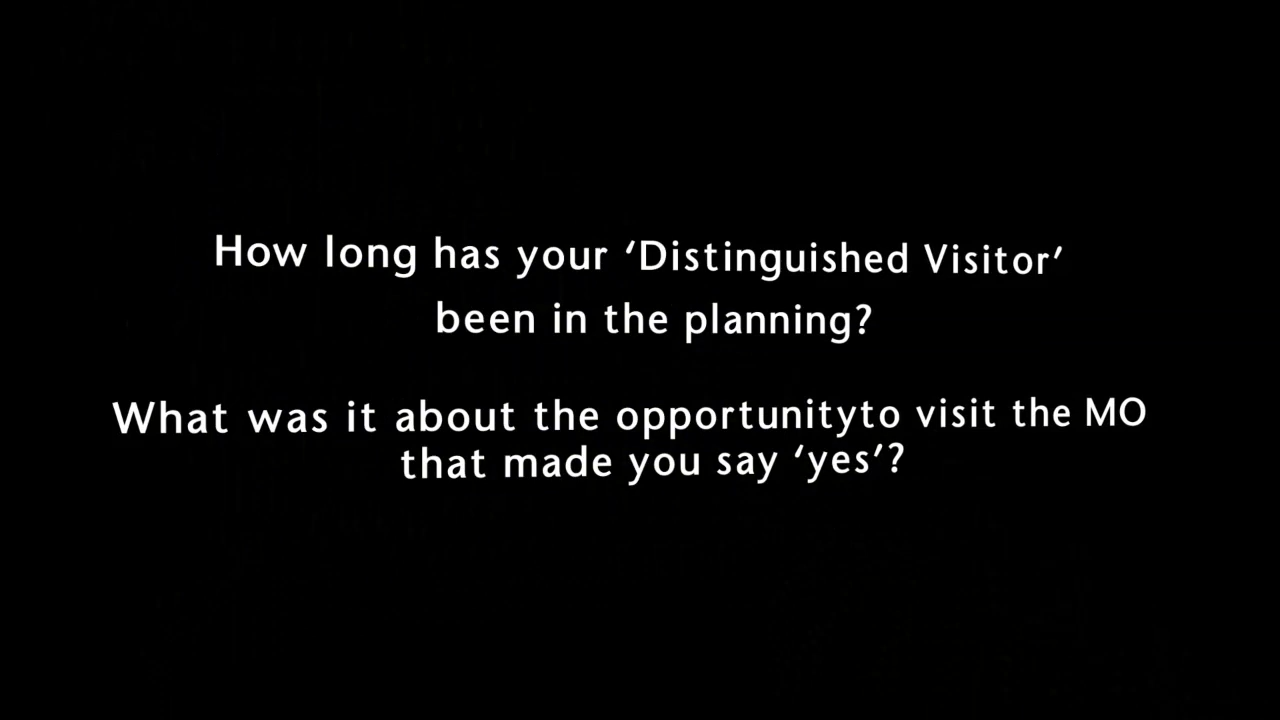 How long has your ‘Distinguished Visitor’
been in the planning?
What was it about the opportunityto visit the MO
that made you say ‘yes’?